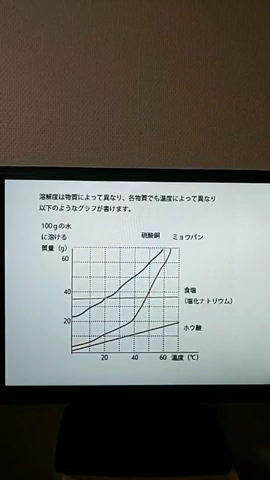 溶解度は物質によって異なり、各物質でも温度によって異なり
以下のようなグラフが書けます。
100gの水
に溶ける
質量（g）
硫酸銅
ミョウバン
60
40
20
食塩
（塩化ナトリウム）
ホウ酸
20
40
60
温度（℃）